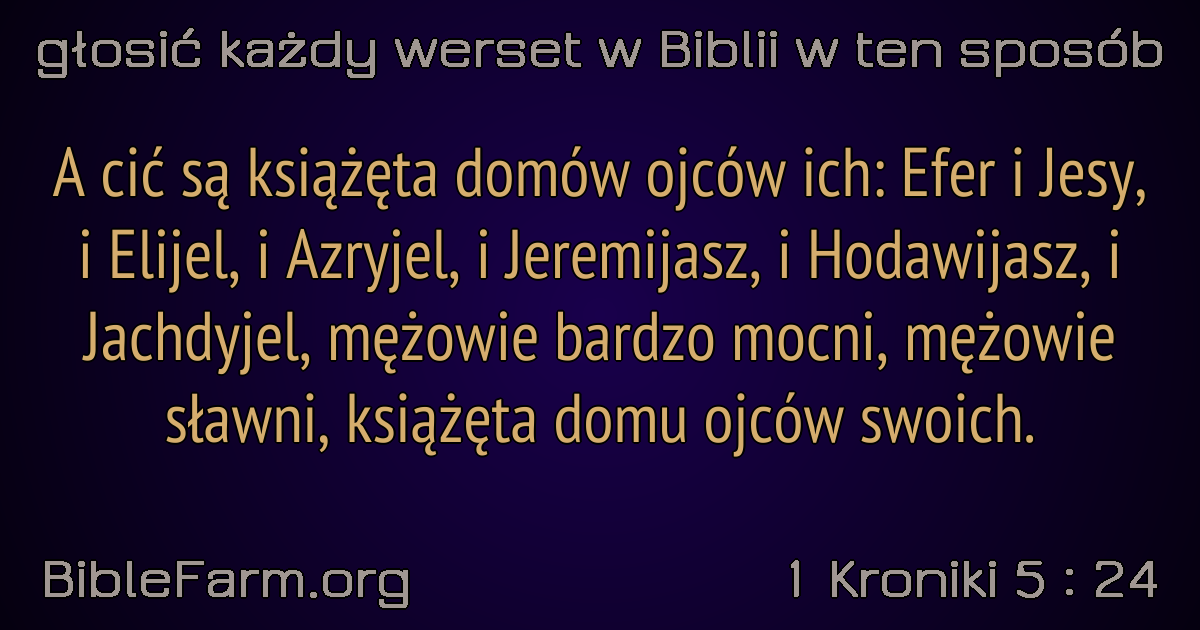 głosić każdy werset w Biblii w ten sposób
A cić są książęta domów ojców ich: Efer i Jesy,
i Elijel, i Azryjel, i Jeremijasz, i Hodawijasz, i
Jachdyjel, mężowie bardzo mocni, mężowie
sławni, książęta domu ojców swoich.
BibleFarm.org
1 Kroniki 5 : 24